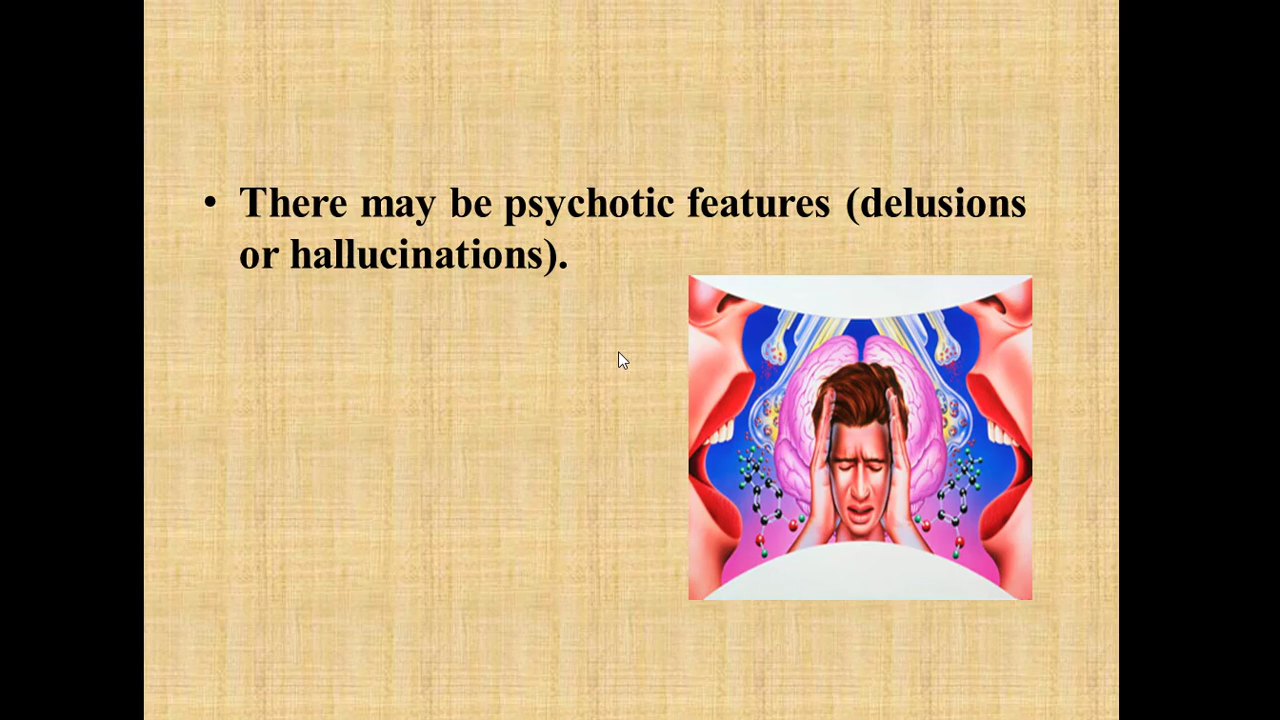 • There may be psychotic features (delusions
or hallucinations).